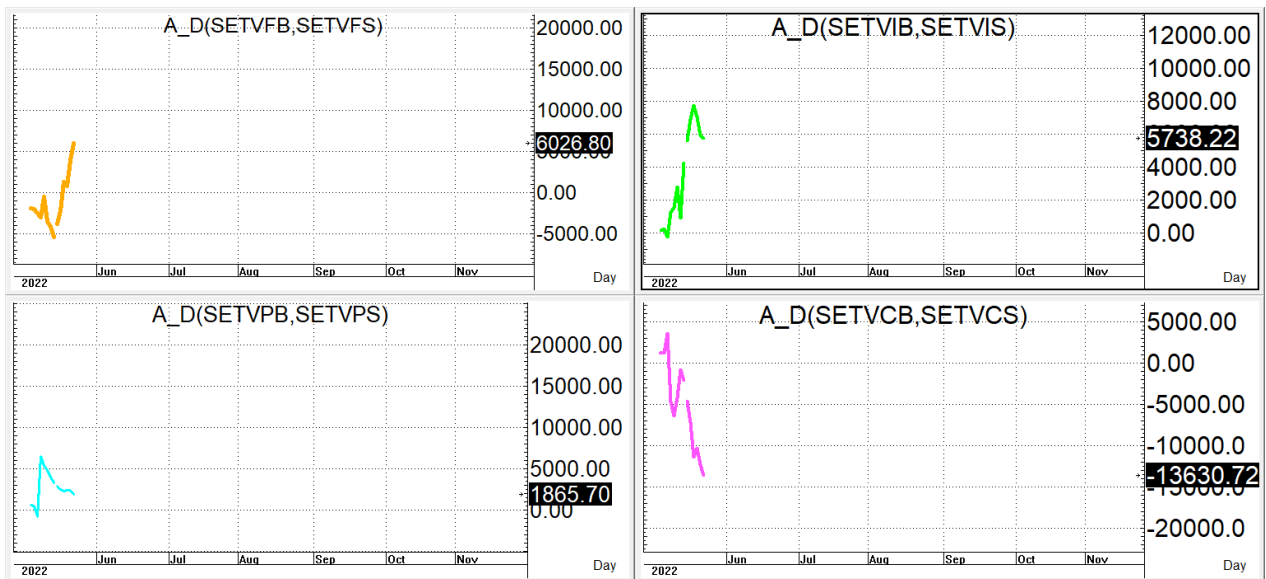 A_D(SETVFB,SETVFS)
20000.00
15000.00
10000.00
6026.80
5000.00
0.00
-5000.00
Jun Jul Aug Sep Oct Nov
2022
Day
A_D(SETVIB,SETVIS)
12000.00
10000.00
8000.00
5738.22
4000.00
2000.00
0.00
Jun Jul Aug Sep Oct Nov
2022
Day
A_D(SETVPB,SETVPS)
20000.00
15000.00
10000.00
5000.00
1865.70
0.00
Jun Jul Aug Sep Oct Nov
2022
Day
A_D(SETVCB,SETVCS)
5000.00
0.00
-5000.00
-10000.0
-13630.72
-15000.0
-20000.0
Jun Jul Aug Sep Oct Nov
2022
Day